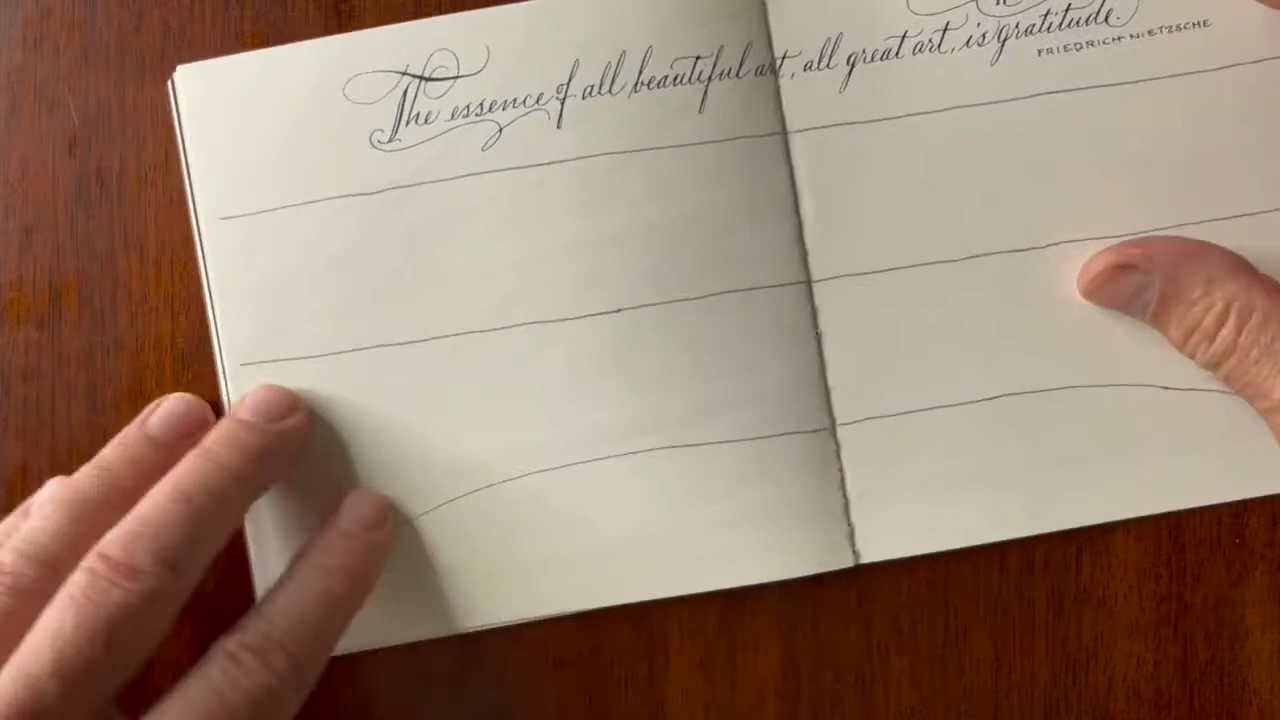 The essence of all beautiful art, all great art, is gratitude.
FRIEDRICH NIETZSCHE